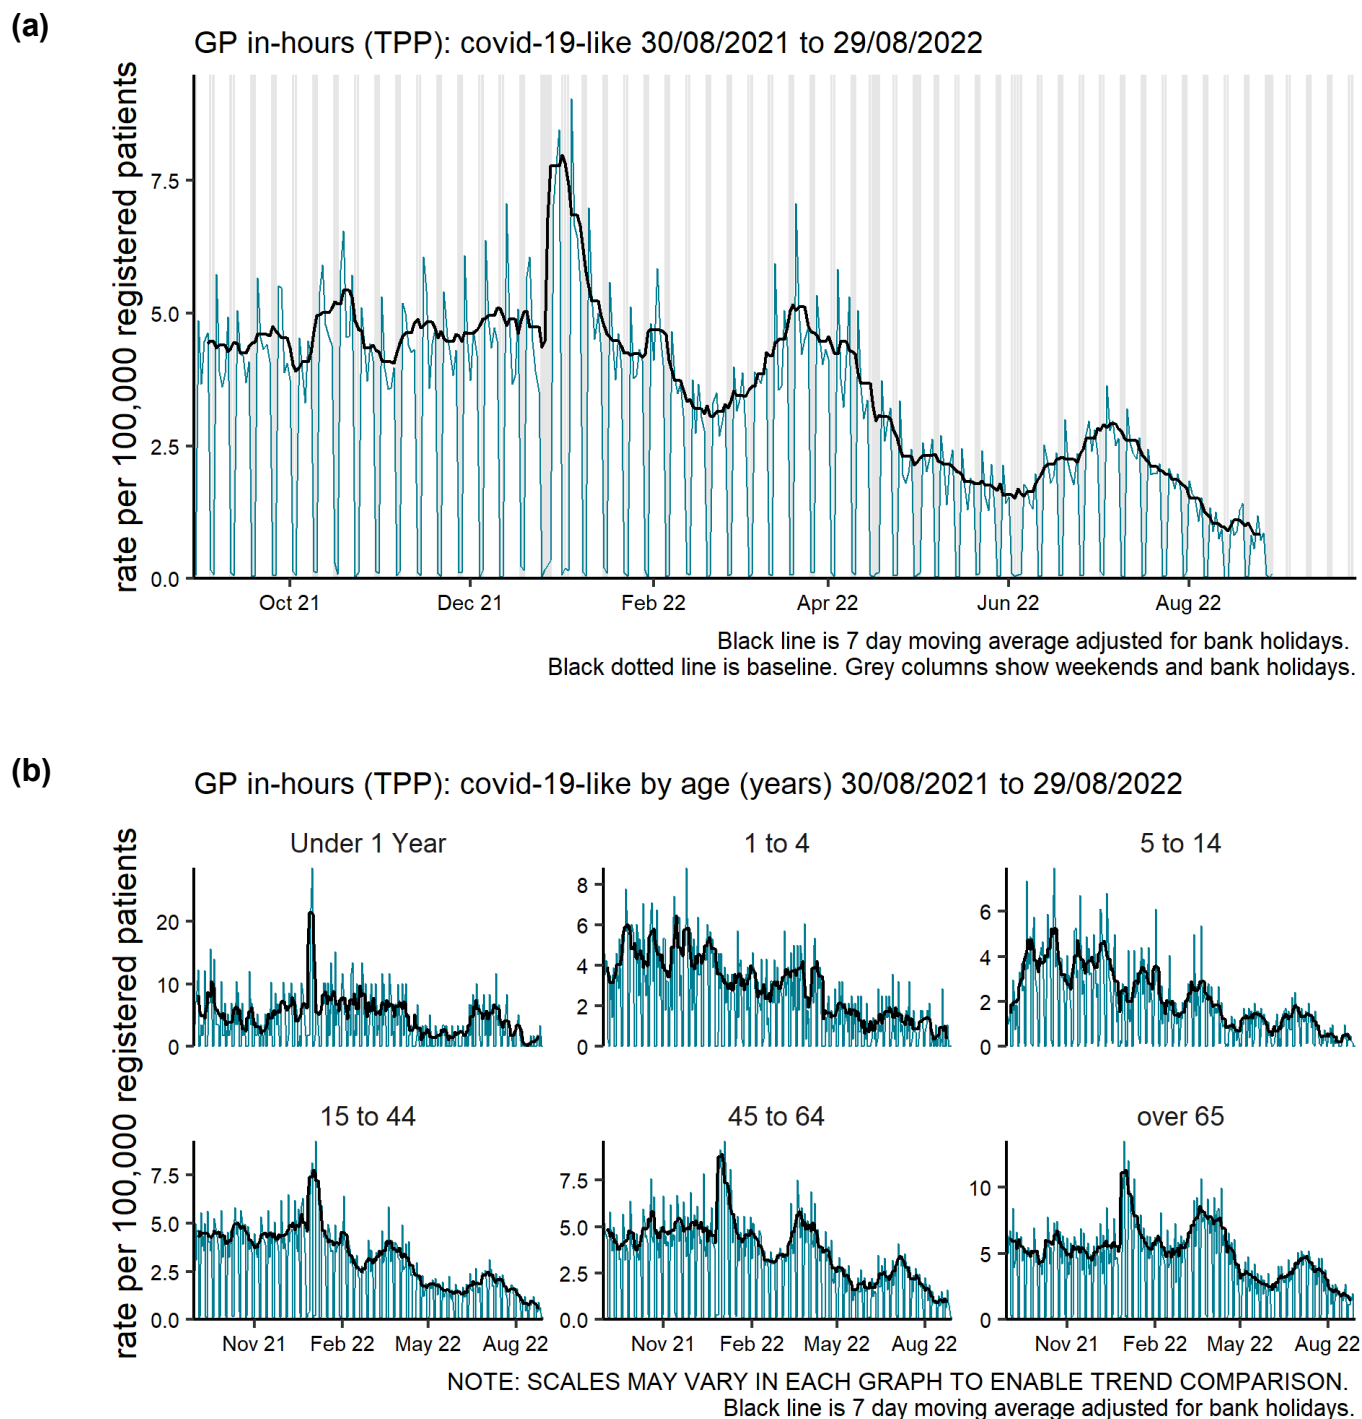 (a)
GP in-hours (TPP): covid-19-like 30/08/2021 to 29/08/2022
rate per 100,000 registered patients
7.5
5.0
2.5
0.0
Oct 21
Dec 21
Feb 22
Apr 22
Jun 22
Aug 22
Black line is 7 day moving average adjusted for bank holidays.
Black dotted line is baseline. Grey columns show weekends and bank holidays.
(b)
GP in-hours (TPP): covid-19-like by age (years) 30/08/2021 to 29/08/2022
rate per 100,000 registered patients
Under 1 Year
20
10
0
1 to 4
8
6
4
2
0
5 to 14
6
4
2
0
15 to 44
7.5
5.0
2.5
0.0
Nov 21
Feb 22
May 22
Aug 22
45 to 64
7.5
5.0
2.5
0.0
Nov 21
Feb 22
May 22
Aug 22
over 65
10
5
0
Nov 21
Feb 22
May 22
Aug 22
NOTE: SCALES MAY VARY IN EACH GRAPH TO ENABLE TREND COMPARISON.
Black line is 7 day moving average adjusted for bank holidays.